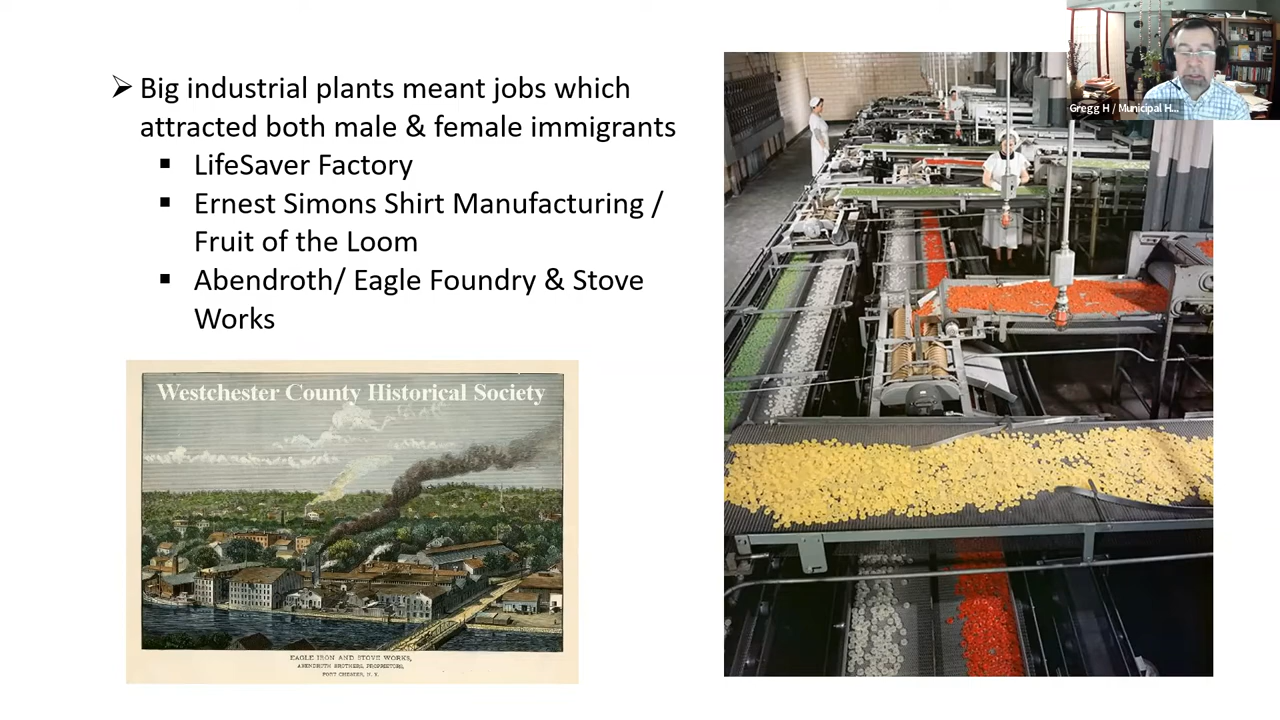 Big industrial plants meant jobs which
attracted both male & female immigrants
LifeSaver Factory
Ernest Simons Shirt Manufacturing /
Fruit of the Loom
Abendroth/ Eagle Foundry & Stove
Works
Westchester County Historical Society
EAGLE IRON AND STOVE WORKS,
ABENDROTH BROTHERS, PROPRIETORS,
PORT CHESTER, N. Y.
Gregg H / Municipal H...